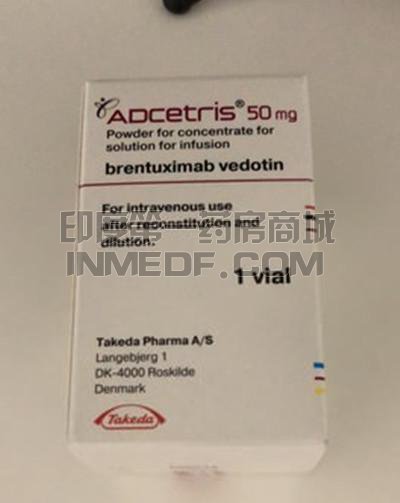 ADCETRIS® 50 mg
Powder for concentrate for
solution for infusion
brentuximab vedotin
For intravenous use
after reconstitution and
dilution.
印度第一药房商城
INMEDF.COM
1 vial
Takeda Pharma A/S
Langebjerg 1
DK-4000 Roskilde
Denmark
Takeda